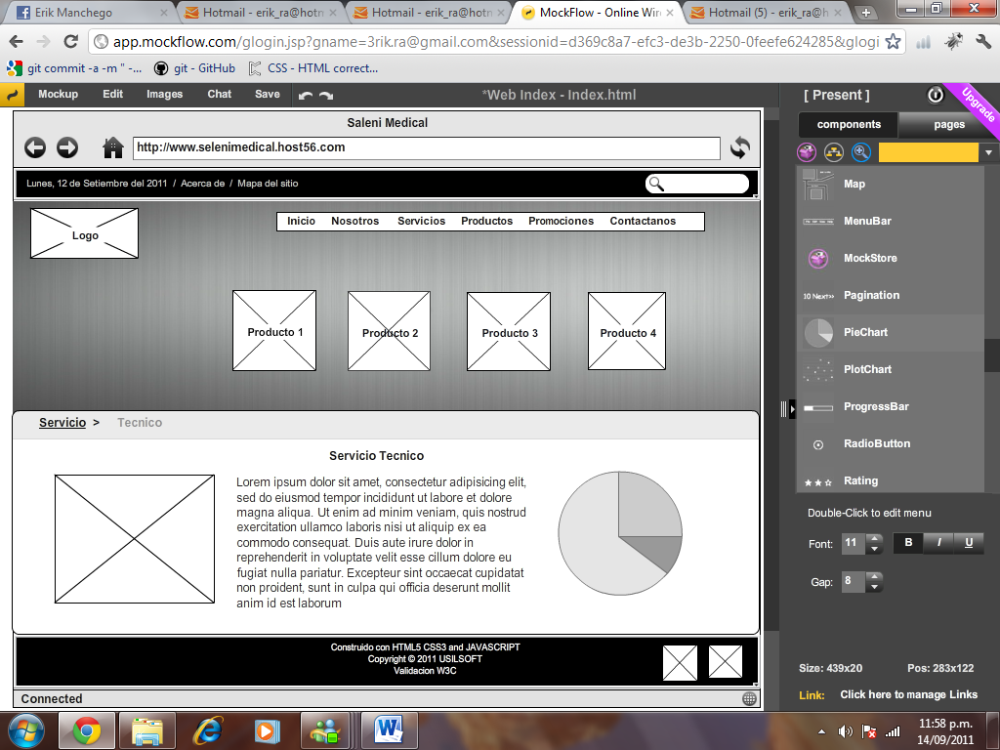 Erik Manchego
Hotmail - erik_ra@hotm
Hotmail - erik_ra@hotm
MockFlow - Online Wire
Hotmail (5) - erik_ra@h
app.mockflow.com/glogin.jsp?gname=3rik.ra@gmail.com&sessionid=d369c8a7-efc3-de3b-2250-0feefe624285&glogi
git commit -a -m " -...
git - GitHub
CSS - HTML correct...
Mockup Edit Images Chat Save
*Web Index - Index.html
[ Present ]
Upgrade
components pages
Saleni Medical
http://www.selenimedical.host56.com
Lunes, 12 de Setiembre del 2011 / Acerca de / Mapa del sitio
Logo
Inicio Nosotros Servicios Productos Promociones Contactanos
Producto 1 Producto 2 Producto 3 Producto 4
Servicio > Tecnico
Servicio Tecnico
Lorem ipsum dolor sit amet, consectetur adipisicing elit,
sed do eiusmod tempor incididunt ut labore et dolore
magna aliqua. Ut enim ad minim veniam, quis nostrud
exercitation ullamco laboris nisi ut aliquip ex ea
commodo consequat. Duis aute irure dolor in
reprehenderit in voluptate velit esse cillum dolore eu
fugiat nulla pariatur. Excepteur sint occaecat cupidatat
non proident, sunt in culpa qui officia deserunt mollit
anim id est laborum
Construido con HTML5 CSS3 and JAVASCRIPT
Copyright © 2011 USILSOFT
Validacion W3C
Connected
Map
MenuBar
MockStore
10 Next>> Pagination
PieChart
PlotChart
ProgressBar
RadioButton
Rating
Double-Click to edit menu
Font: 11 B I U
Gap: 8
Size: 439x20 Pos: 283x122
Link: Click here to manage Links
11:58 p.m.
14/09/2011